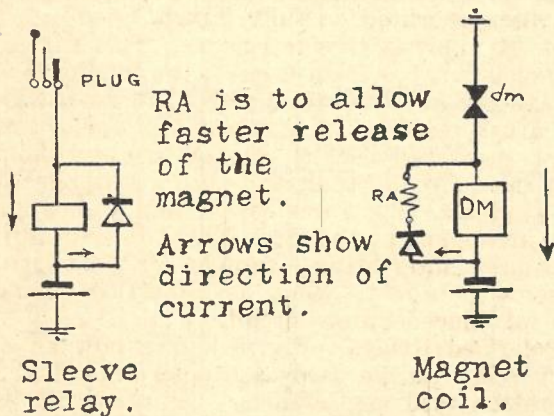 PLUG
dm
RA is to allow
faster release
of the
magnet.
RA
DM
Arrows show
direction of
current.
Sleeve
relay.
Magnet
coil.